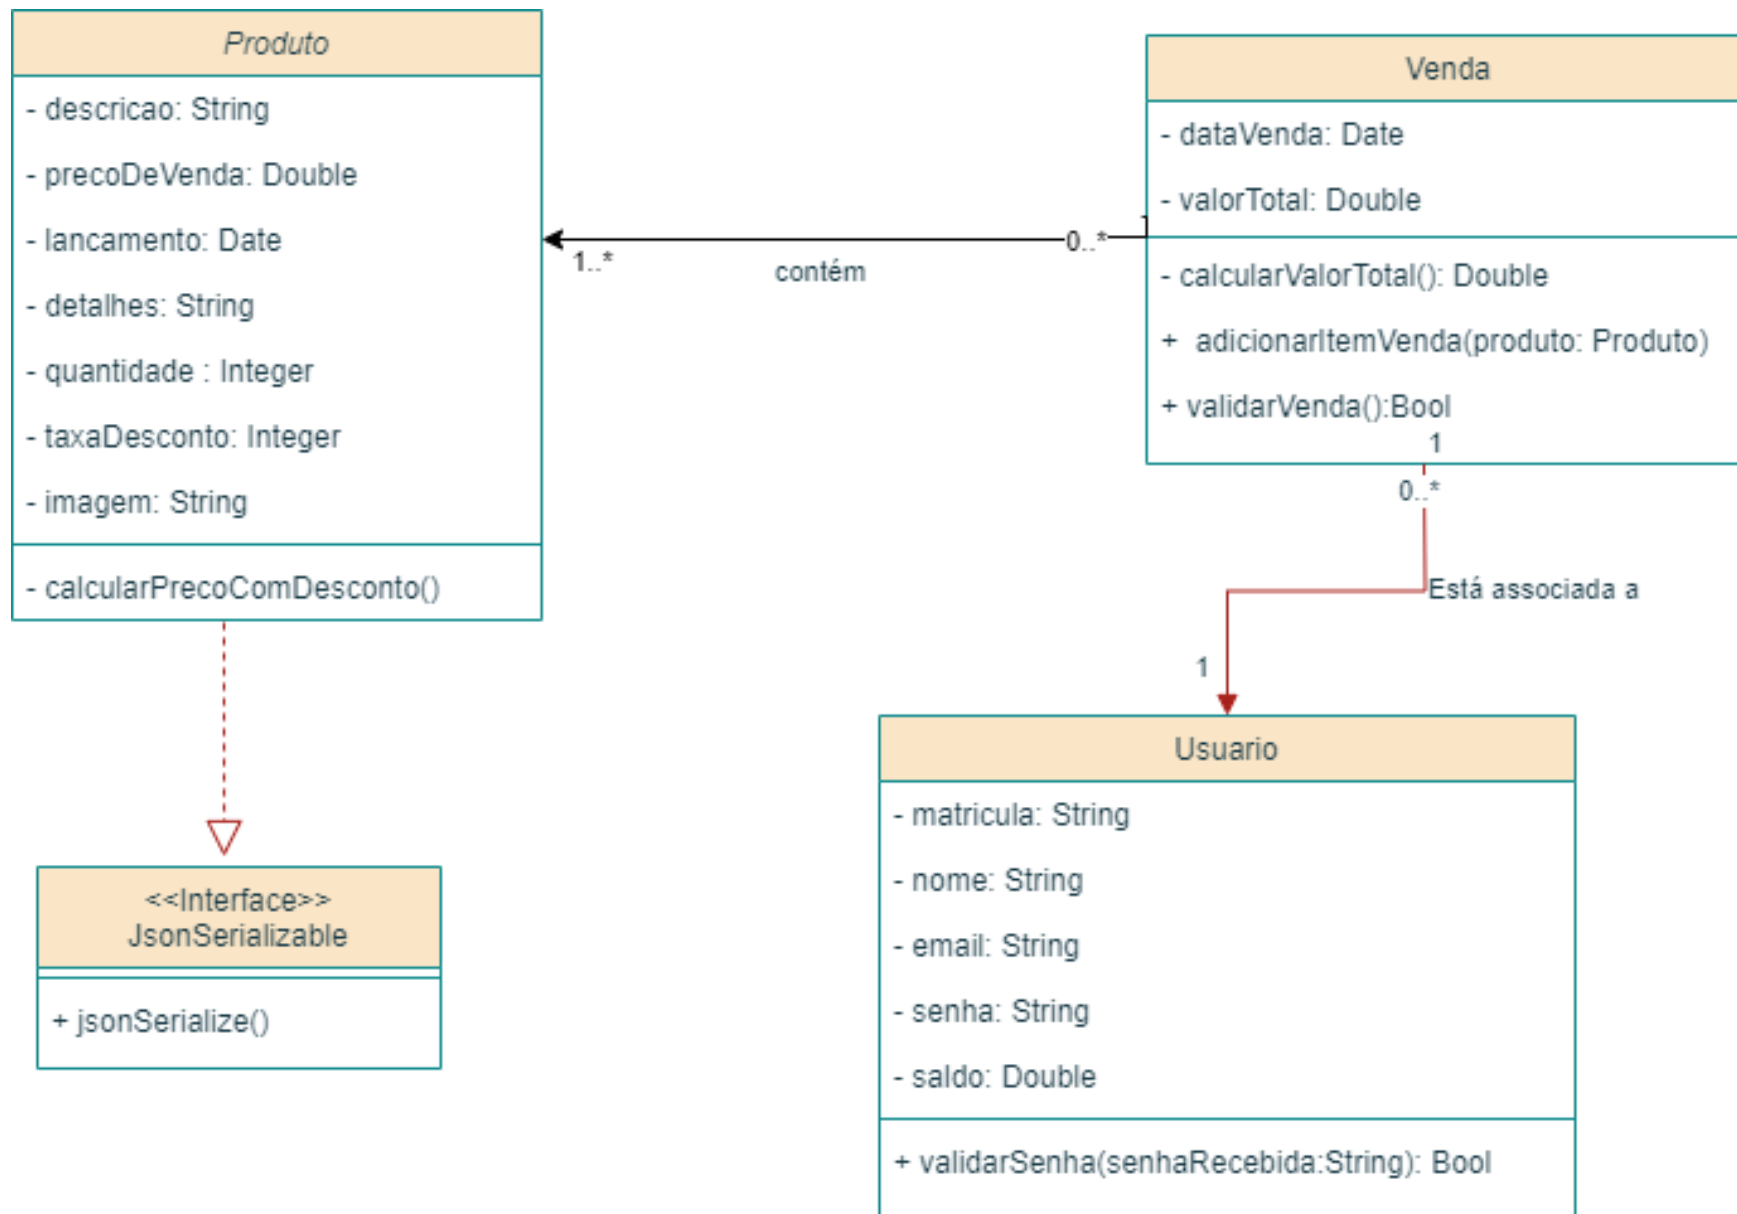 Produto
- descricao: String
- precoDeVenda: Double
- lancamento: Date
- detalhes: String
- quantidade : Integer
- taxaDesconto: Integer
- imagem: String
- calcularPrecoComDesconto()
1..*
contém
0..*
Venda
- dataVenda: Date
- valorTotal: Double
- calcularValorTotal(): Double
+ adicionarItemVenda(produto: Produto)
+ validarVenda():Bool
1
0..*
Está associada a
1
<<Interface>>
JsonSerializable
+ jsonSerialize()
Usuario
- matricula: String
- nome: String
- email: String
- senha: String
- saldo: Double
+ validarSenha(senhaRecebida:String): Bool